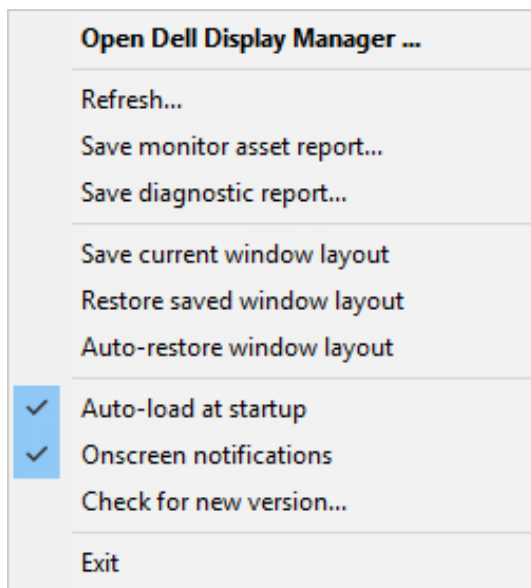 Open Dell Display Manager ...
Refresh...
Save monitor asset report...
Save diagnostic report...
Save current window layout
Restore saved window layout
Auto-restore window layout
Auto-load at startup
Onscreen notifications
Check for new version...
Exit